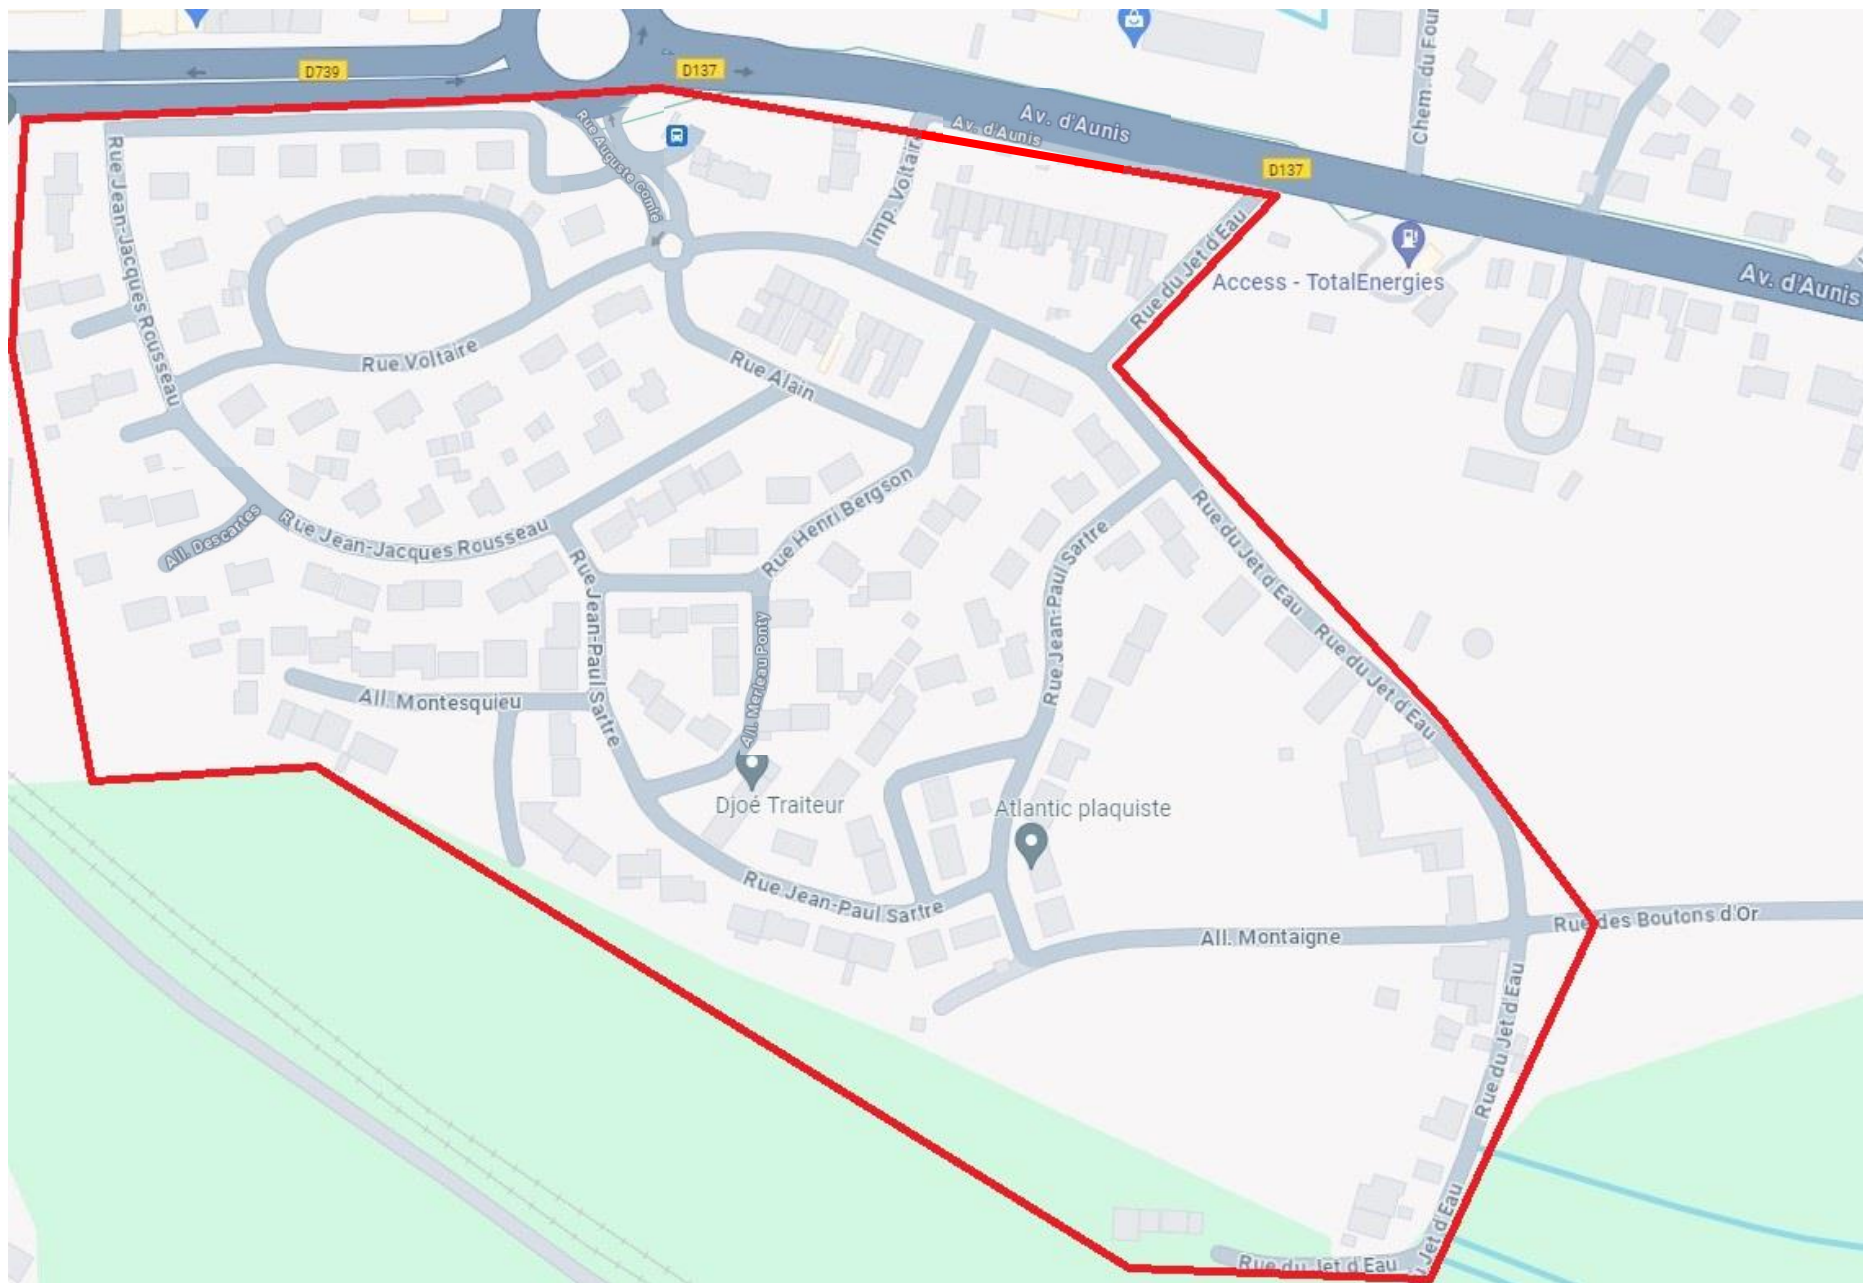 D739
D137
Chem. du Four
Av. d'Aunis
Av. d'Aunis
Rue Auguste Comte
Rue Jean-Jacques Rousseau
Imp. Voltaire
D137
Rue du Jet d'Eau
Access - TotalEnergies
Av. d'Aunis
Rue Voltaire
Rue Alain
Rue Henri Bergson
All. Descartes
Rue Jean-Jacques Rousseau
Rue Jean-Paul Sartre
Rue du Jet d'Eau
Rue Jean-Paul Sartre
All. Merleau Ponty
Rue du Jet d'Eau
All. Montesquieu
Djoé Traiteur
Atlantic plaquiste
Rue Jean-Paul Sartre
All. Montaigne
Rue des Boutons d'Or
Rue du Jet d'Eau
u Jet d'Eau
Rue du Jet d'Eau